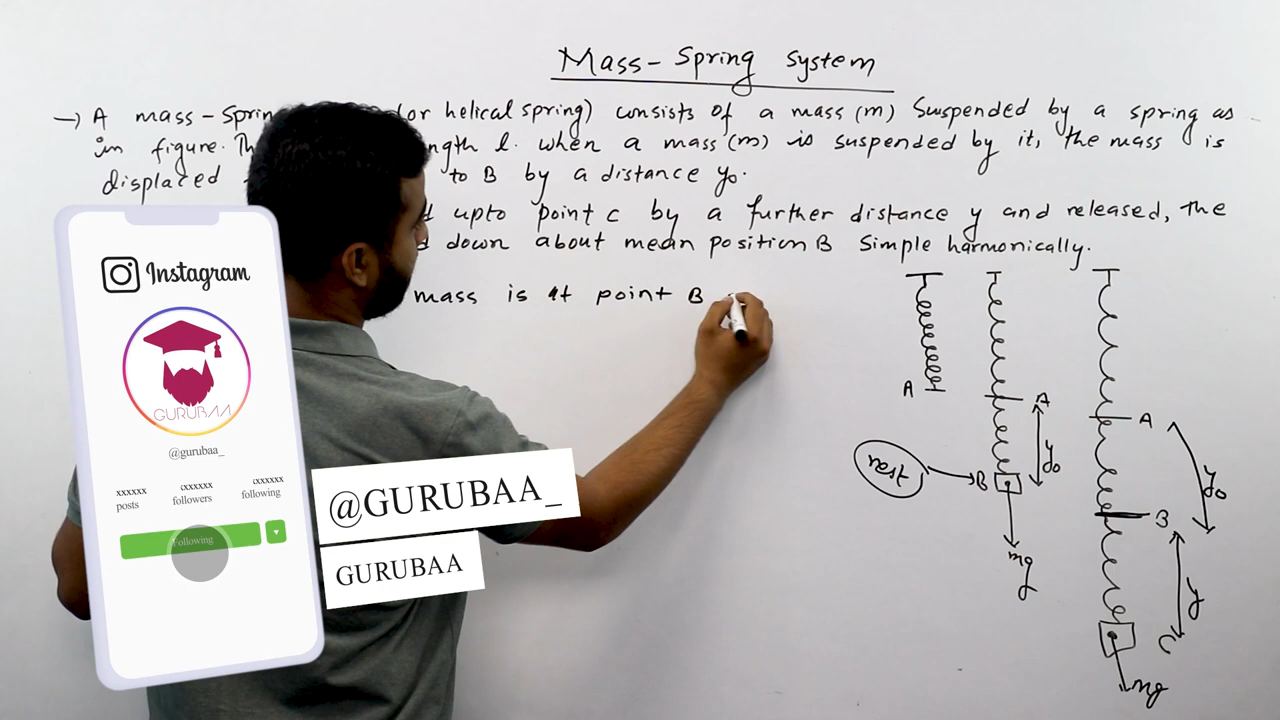 Mass-Spring System
→ A mass-Sprin (or helical spring) consists of a mass (m) Suspended by a spring as
in figure. Th ngth l. when a mass (m) is suspended by it, the mass is
displaced to B by a distance y₀.
upto point C by a further distance y and released, the
down about mean position B Simple harmonically.
mass is at point B
A
A
y₀
B
mg
A
y₀
B
y
C
mg
Instagram
GURUBAA
@gurubaa_
xxxxxx
posts
xxxxxx
followers
xxxxxx
following
Following
@GURUBAA_
GURUBAA